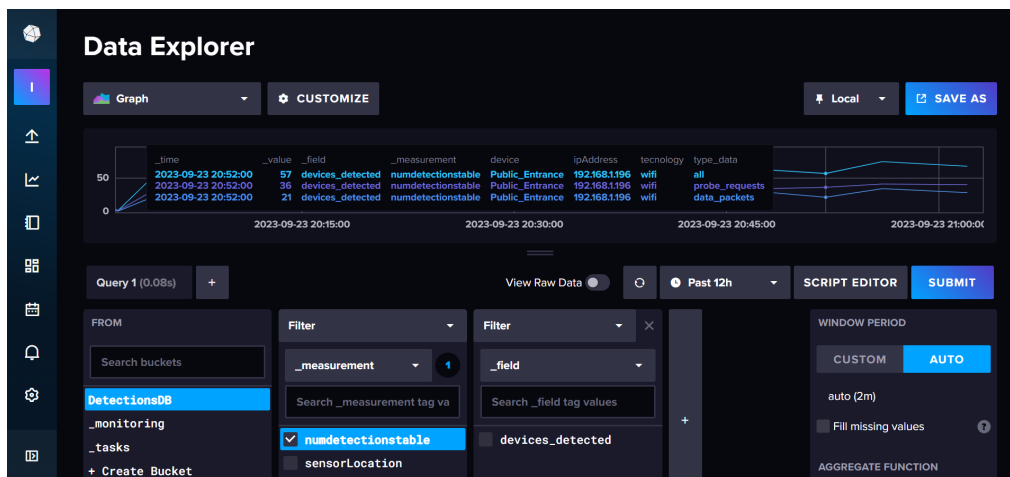 Data Explorer
I
Graph
CUSTOMIZE
Local
SAVE AS
_time _value _field _measurement device ipAddress tecnology type_data
2023-09-23 20:52:00 57 devices_detected numdetectionstable Public_Entrance 192.168.1.196 wifi all
2023-09-23 20:52:00 36 devices_detected numdetectionstable Public_Entrance 192.168.1.196 wifi probe_requests
2023-09-23 20:52:00 21 devices_detected numdetectionstable Public_Entrance 192.168.1.196 wifi data_packets
50
0
2023-09-23 20:15:00 2023-09-23 20:30:00 2023-09-23 20:45:00 2023-09-23 21:00:0
Query 1 (0.08s)
+
View Raw Data
Past 12h
SCRIPT EDITOR
SUBMIT
FROM
Search buckets
DetectionsDB
_monitoring
_tasks
+ Create Bucket
Filter
_measurement
1
Search _measurement tag va
numdetectionstable
sensorLocation
Filter
_field
Search _field tag values
devices_detected
+
WINDOW PERIOD
CUSTOM
AUTO
auto (2m)
Fill missing values
?
AGGREGATE FUNCTION